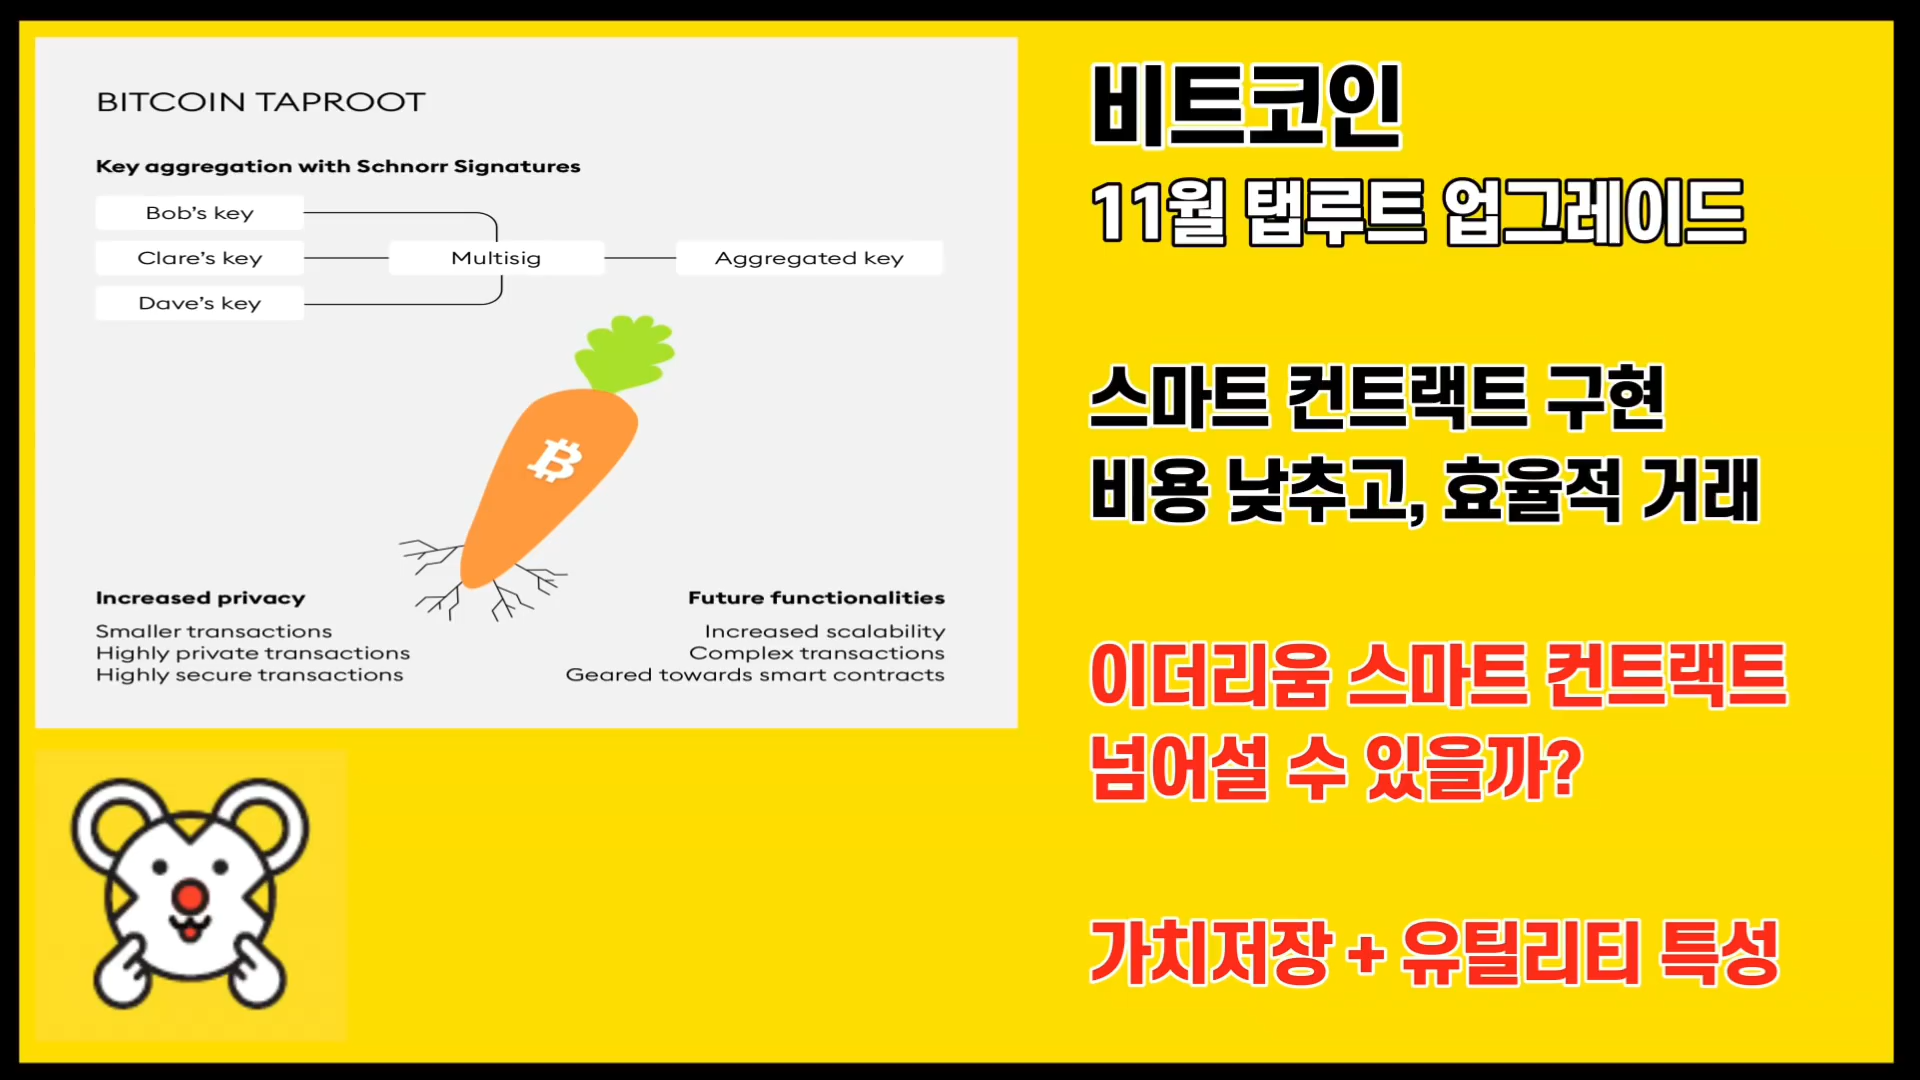 BITCOIN TAPROOT
Key aggregation with Schnorr Signatures
Bob's key
Clare's key
Dave's key
Multisig
Aggregated key
Increased privacy
Smaller transactions
Highly private transactions
Highly secure transactions
Future functionalities
Increased scalability
Complex transactions
Geared towards smart contracts
비트코인
11월 탭루트 업그레이드
스마트 컨트랙트 구현
비용 낮추고, 효율적 거래
이더리움 스마트 컨트랙트
넘어설 수 있을까?
가치저장 + 유틸리티 특성